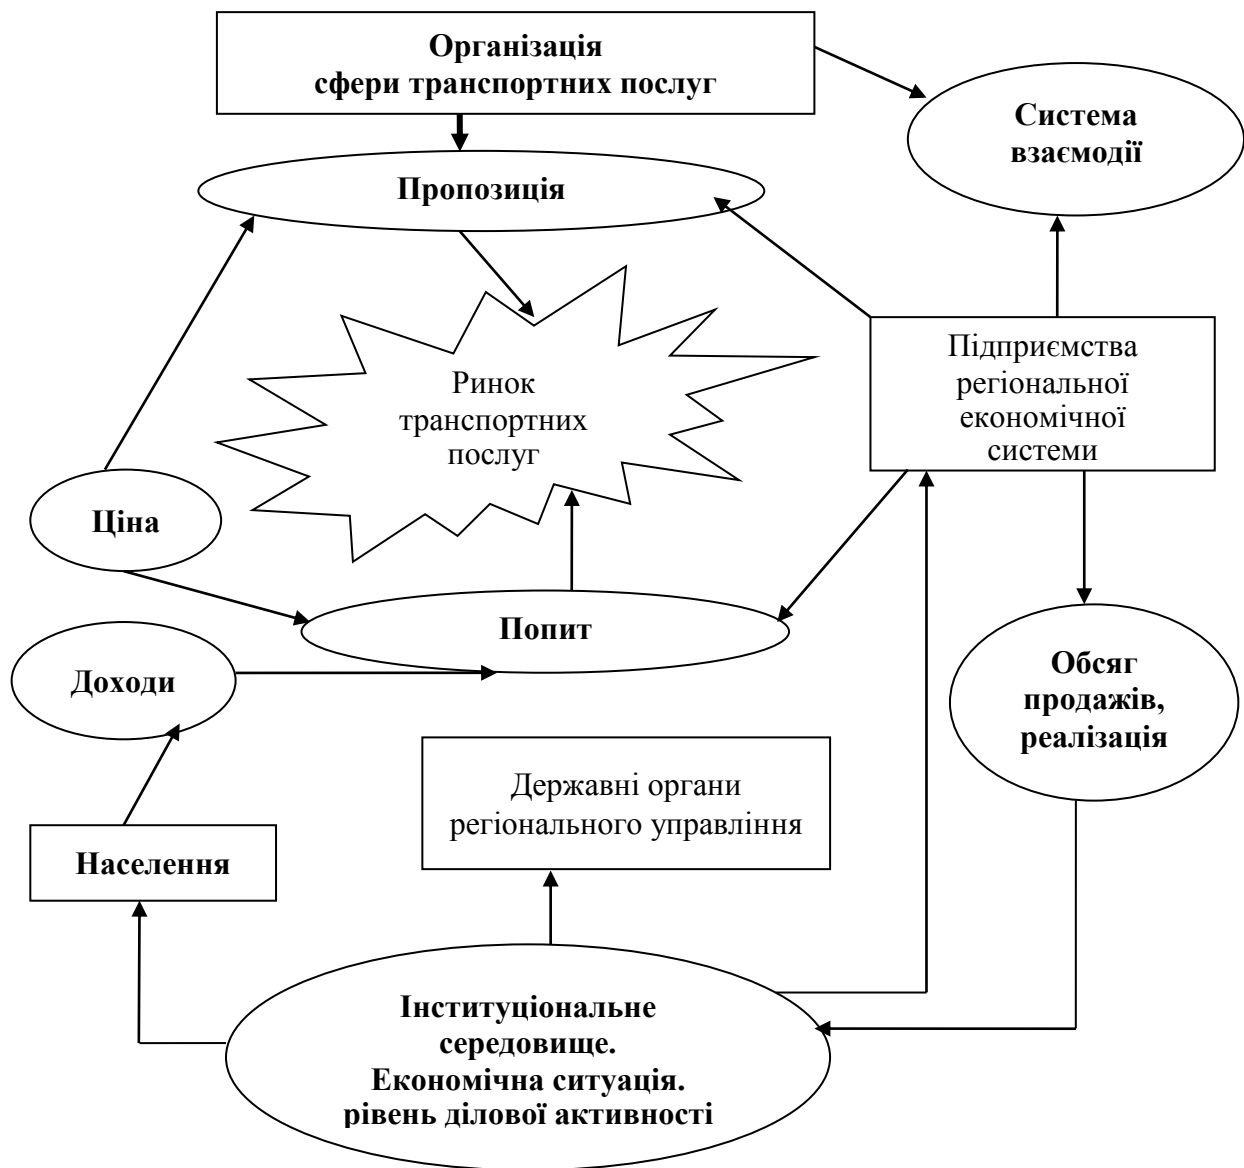 Організація
сфери транспортних послуг
Система
взаємодії
Пропозиція
Підприємства
регіональної
економічної
системи
Ринок
транспортних
послуг
Ціна
Попит
Доходи
Обсяг
продажів,
реалізація
Державні органи
регіонального управління
Населення
Інституціональне
середовище.
Економічна ситуація.
рівень ділової активності